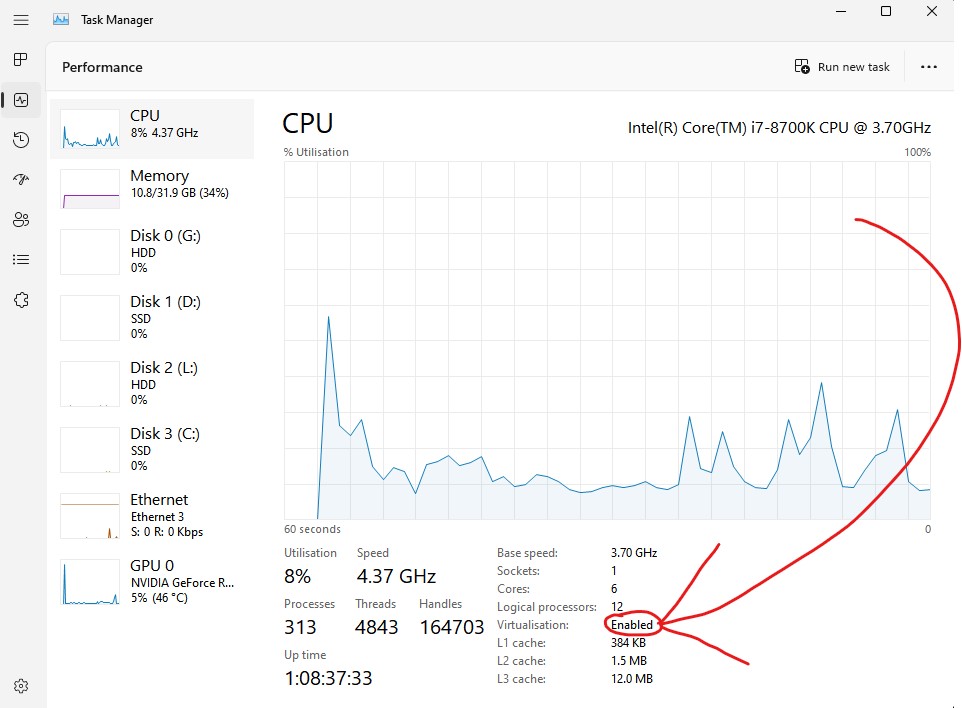 Task Manager
Performance
Run new task
CPU
8% 4.37 GHz
Memory
10.8/31.9 GB (34%)
Disk 0 (G:)
HDD
0%
Disk 1 (D:)
SSD
0%
Disk 2 (L:)
HDD
0%
Disk 3 (C:)
SSD
0%
Ethernet
Ethernet 3
S: 0 R: 0 Kbps
GPU 0
NVIDIA GeForce R...
5% (46 °C)
CPU
Intel(R) Core(TM) i7-8700K CPU @ 3.70GHz
% Utilisation 100%
60 seconds 0
Utilisation Speed
8% 4.37 GHz
Processes Threads Handles
313 4843 164703
Up time
1:08:37:33
Base speed: 3.70 GHz
Sockets: 1
Cores: 6
Logical processors: 12
Virtualisation: Enabled
L1 cache: 384 KB
L2 cache: 1.5 MB
L3 cache: 12.0 MB